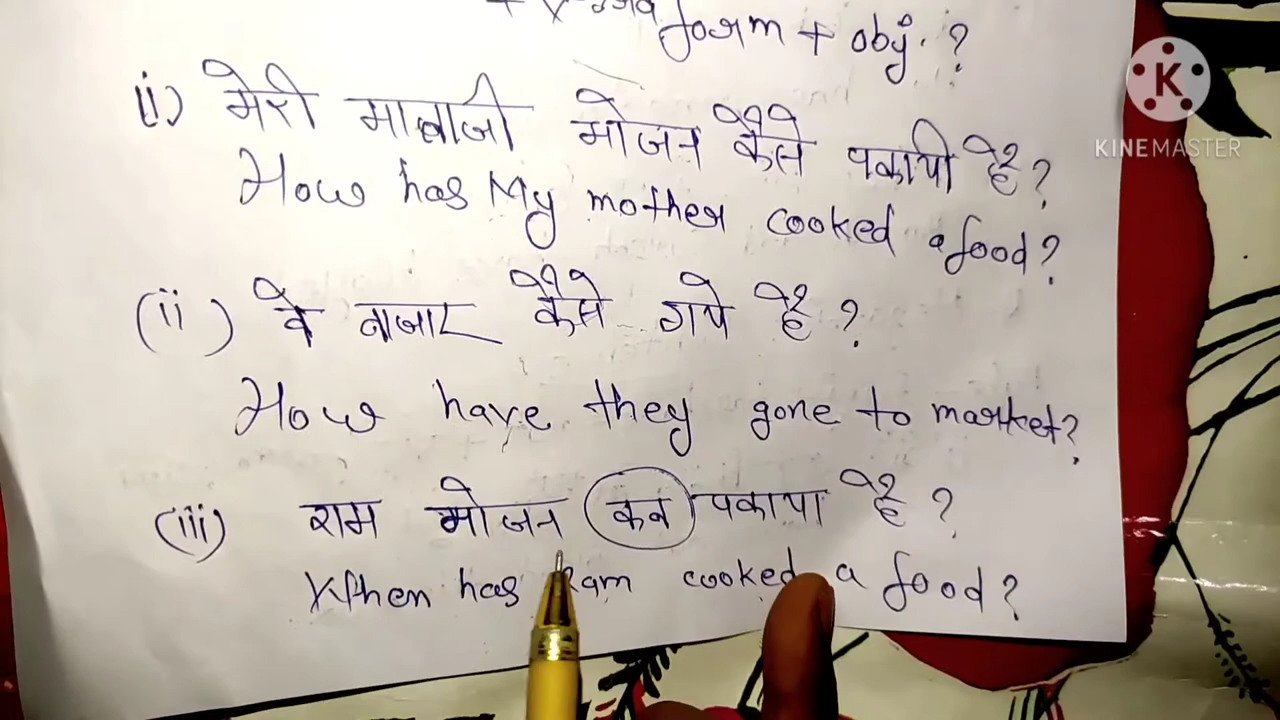 form + obj. ?
(i) मेरी माताजी भोजन कैसे पकायी है ?
How has My mother cooked a food ?
(ii) वे बाजार कैसे गये है ?
How have they gone to market ?
(iii) राम भोजन कब पकाया है ?
When has Ram cooked a food ?
K
KINEMASTER